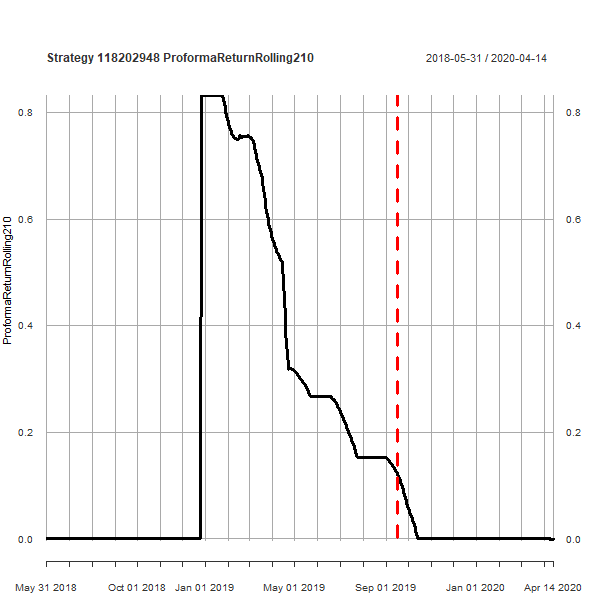 Strategy 118202948 ProformaReturnRolling210
2018-05-31 / 2020-04-14
ProformaReturnRolling210
0.8 0.8
0.6 0.6
0.4 0.4
0.2 0.2
0.0 0.0
May 31 2018 Oct 01 2018 Jan 01 2019 May 01 2019 Sep 01 2019 Jan 01 2020 Apr 14 2020